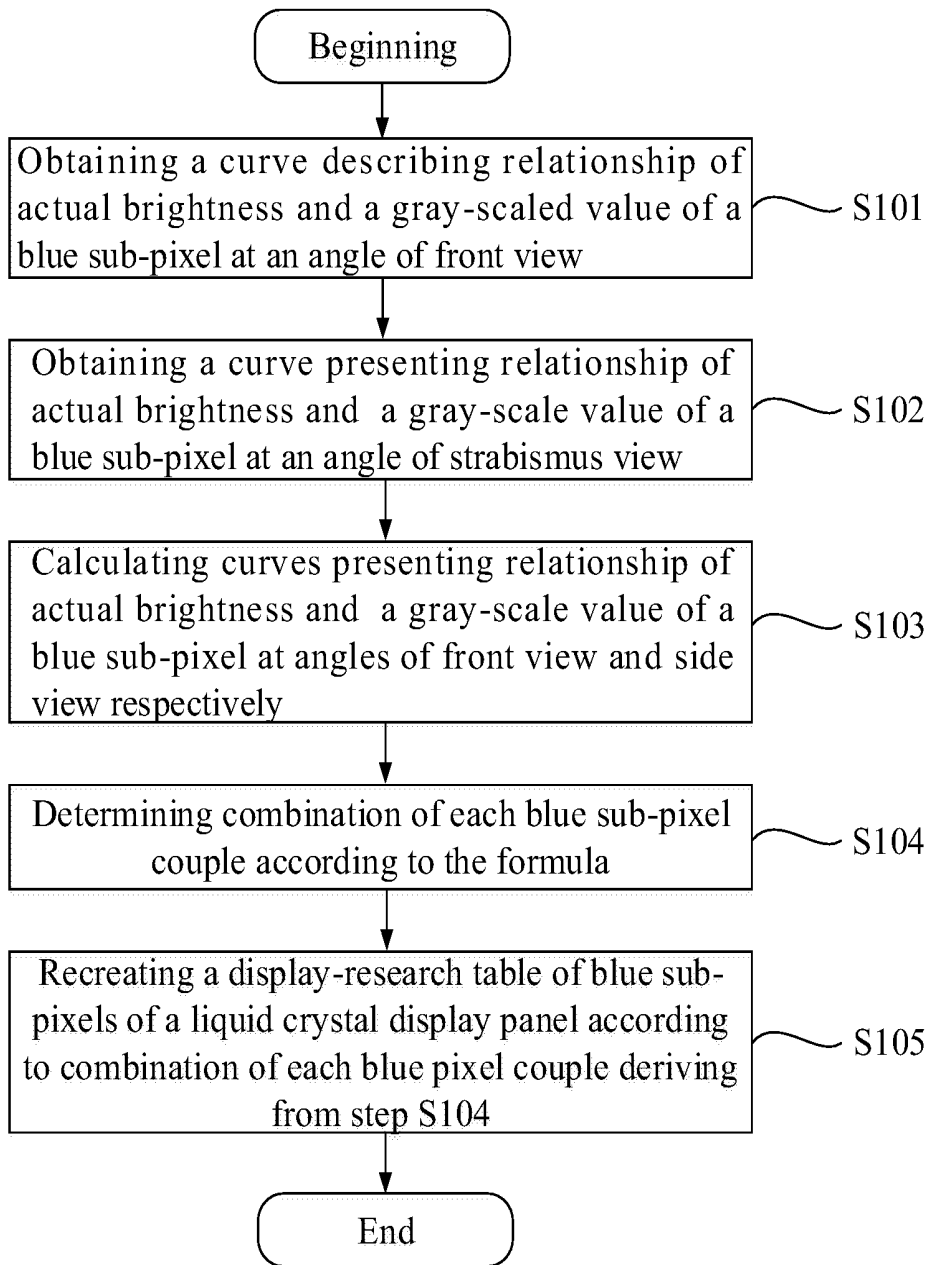 Beginning
Obtaining a curve describing relationship of
actual brightness and a gray-scaled value of a
blue sub-pixel at an angle of front view
S101
Obtaining a curve presenting relationship of
actual brightness and a gray-scale value of a
blue sub-pixel at an angle of strabismus view
S102
Calculating curves presenting relationship of
actual brightness and a gray-scale value of a
blue sub-pixel at angles of front view and side
view respectively
S103
Determining combination of each blue sub-pixel
couple according to the formula
S104
Recreating a display-research table of blue sub-
pixels of a liquid crystal display panel according
to combination of each blue pixel couple deriving
from step S104
S105
End